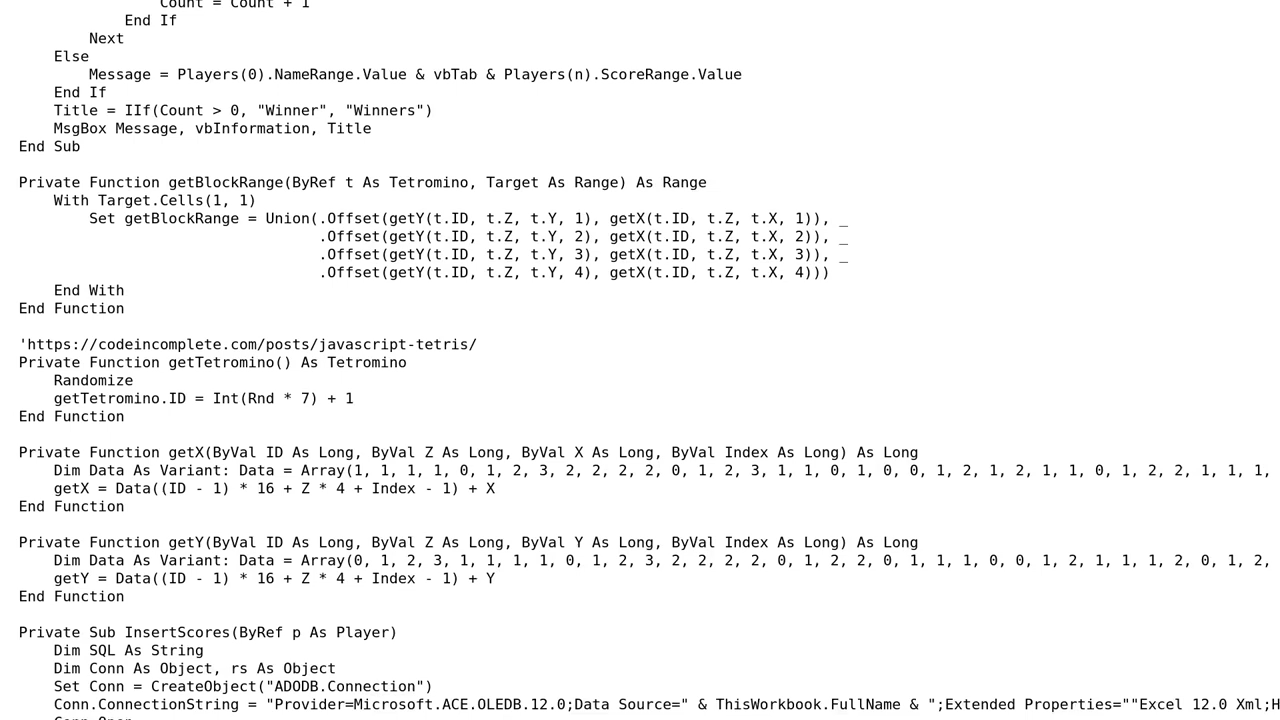 Count = Count + 1
End If
Next
Else
Message = Players(0).NameRange.Value & vbTab & Players(n).ScoreRange.Value
End If
Title = IIf(Count > 0, "Winner", "Winners")
MsgBox Message, vbInformation, Title
End Sub
Private Function getBlockRange(ByRef t As Tetromino, Target As Range) As Range
With Target.Cells(1, 1)
Set getBlockRange = Union(.Offset(getY(t.ID, t.Z, t.Y, 1), getX(t.ID, t.Z, t.X, 1)), _
.Offset(getY(t.ID, t.Z, t.Y, 2), getX(t.ID, t.Z, t.X, 2)), _
.Offset(getY(t.ID, t.Z, t.Y, 3), getX(t.ID, t.Z, t.X, 3)), _
.Offset(getY(t.ID, t.Z, t.Y, 4), getX(t.ID, t.Z, t.X, 4)))
End With
End Function
'https://codeincomplete.com/posts/javascript-tetris/
Private Function getTetromino() As Tetromino
Randomize
getTetromino.ID = Int(Rnd * 7) + 1
End Function
Private Function getX(ByVal ID As Long, ByVal Z As Long, ByVal X As Long, ByVal Index As Long) As Long
Dim Data As Variant: Data = Array(1, 1, 1, 1, 0, 1, 2, 3, 2, 2, 2, 2, 0, 1, 2, 3, 1, 1, 0, 1, 0, 0, 1, 2, 1, 2, 1, 1, 0, 1, 2, 2, 1, 1, 1,
getX = Data((ID - 1) * 16 + Z * 4 + Index - 1) + X
End Function
Private Function getY(ByVal ID As Long, ByVal Z As Long, ByVal Y As Long, ByVal Index As Long) As Long
Dim Data As Variant: Data = Array(0, 1, 2, 3, 1, 1, 1, 1, 0, 1, 2, 3, 2, 2, 2, 2, 0, 1, 2, 2, 0, 1, 1, 1, 0, 0, 1, 2, 1, 1, 1, 2, 0, 1, 2,
getY = Data((ID - 1) * 16 + Z * 4 + Index - 1) + Y
End Function
Private Sub InsertScores(ByRef p As Player)
Dim SQL As String
Dim Conn As Object, rs As Object
Set Conn = CreateObject("ADODB.Connection")
Conn.ConnectionString = "Provider=Microsoft.ACE.OLEDB.12.0;Data Source=" & ThisWorkbook.FullName & ";Extended Properties=""Excel 12.0 Xml;H